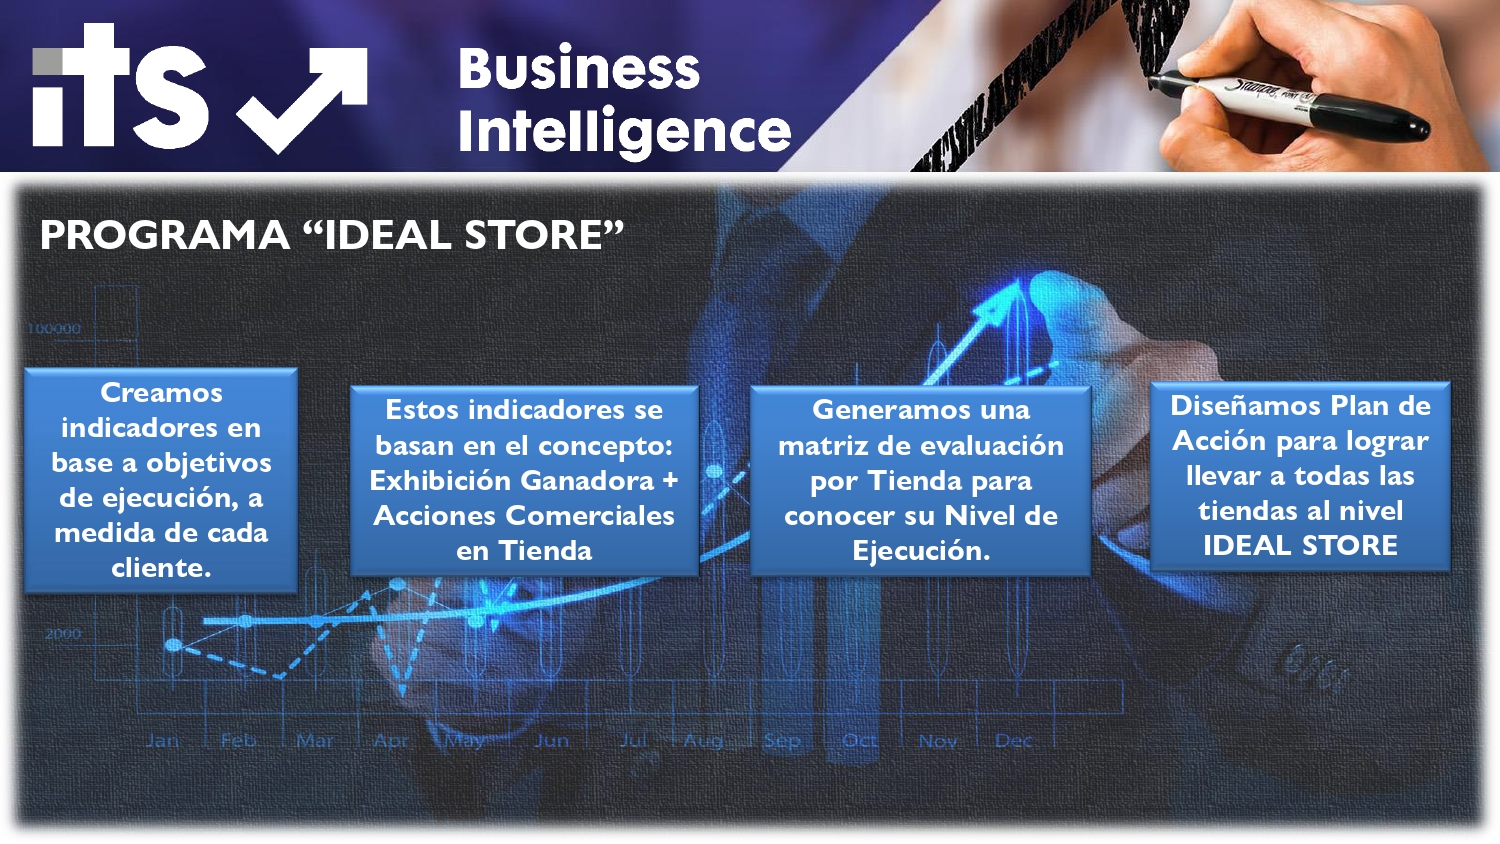 its
Business
Intelligence
PROGRAMA “IDEAL STORE”
Creamos
indicadores en
base a objetivos
de ejecución, a
medida de cada
cliente.
Estos indicadores se
basan en el concepto:
Exhibición Ganadora +
Acciones Comerciales
en Tienda
Generamos una
matriz de evaluación
por Tienda para
conocer su Nivel de
Ejecución.
Diseñamos Plan de
Acción para lograr
llevar a todas las
tiendas al nivel
IDEAL STORE
100000
2000
Jan Feb Mar Apr May Jun Jul Aug Sep Oct Nov Dec